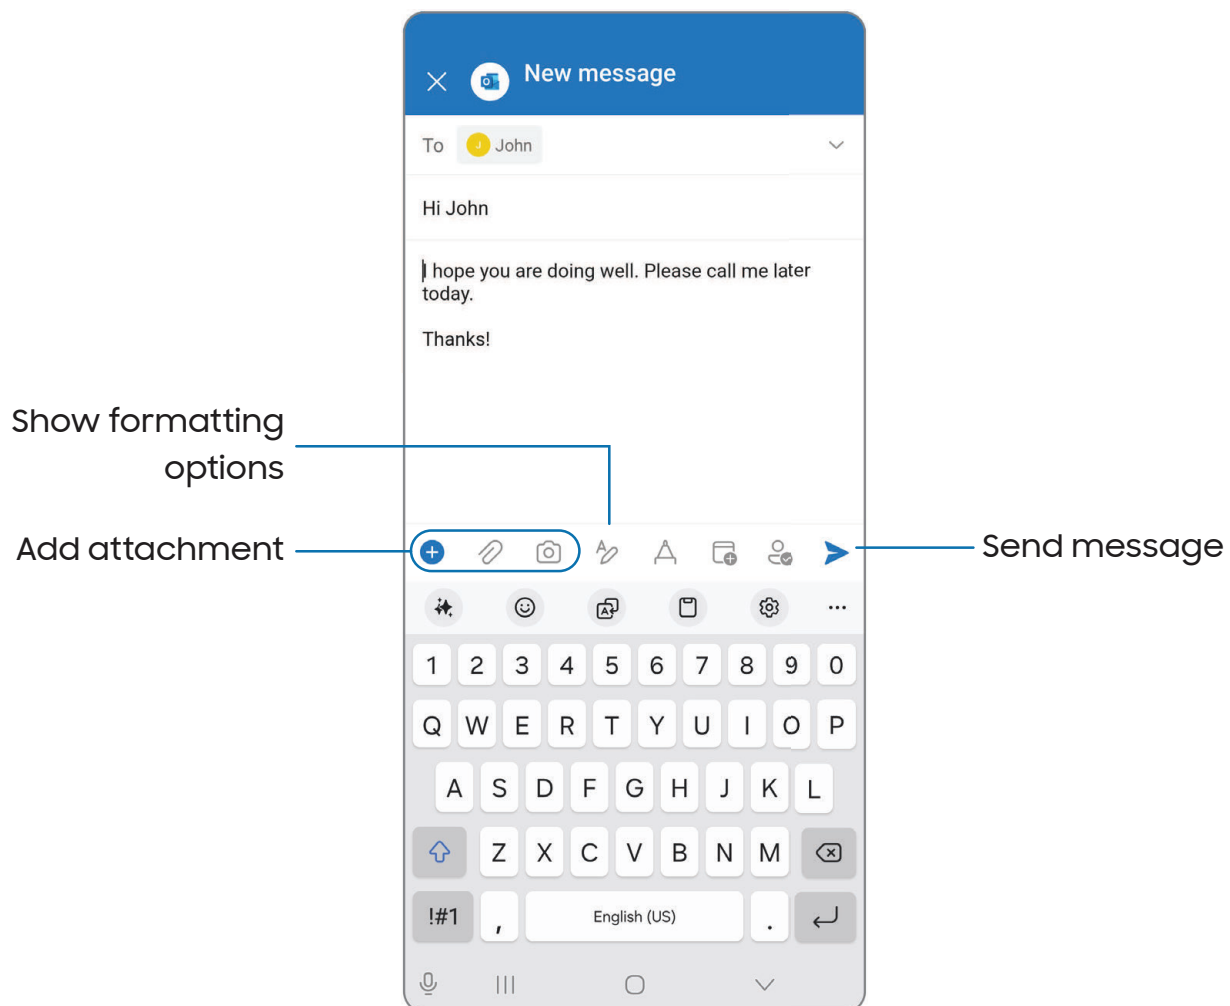 New message
To J John
Hi John
I hope you are doing well. Please call me later
today.
Thanks!
Show formatting
options
Add attachment
Send message
1 2 3 4 5 6 7 8 9 0
Q W E R T Y U I O P
A S D F G H J K L
Z X C V B N M
!#1 , English (US) .